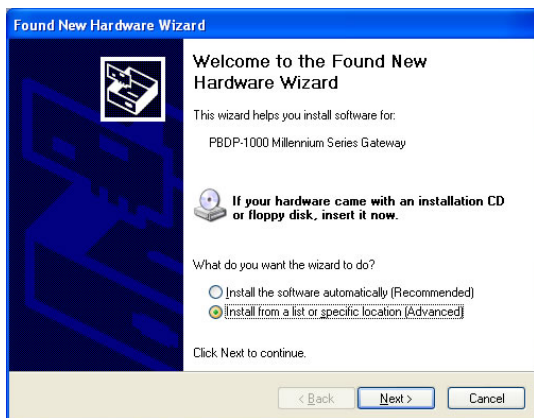 Found New Hardware Wizard
Welcome to the Found New
Hardware Wizard
This wizard helps you install software for:
PBDP-1000 Millennium Series Gateway
If your hardware came with an installation CD
or floppy disk, insert it now.
What do you want the wizard to do?
Install the software automatically (Recommended)
Install from a list or specific location (Advanced)
Click Next to continue.
< Back
Next >
Cancel